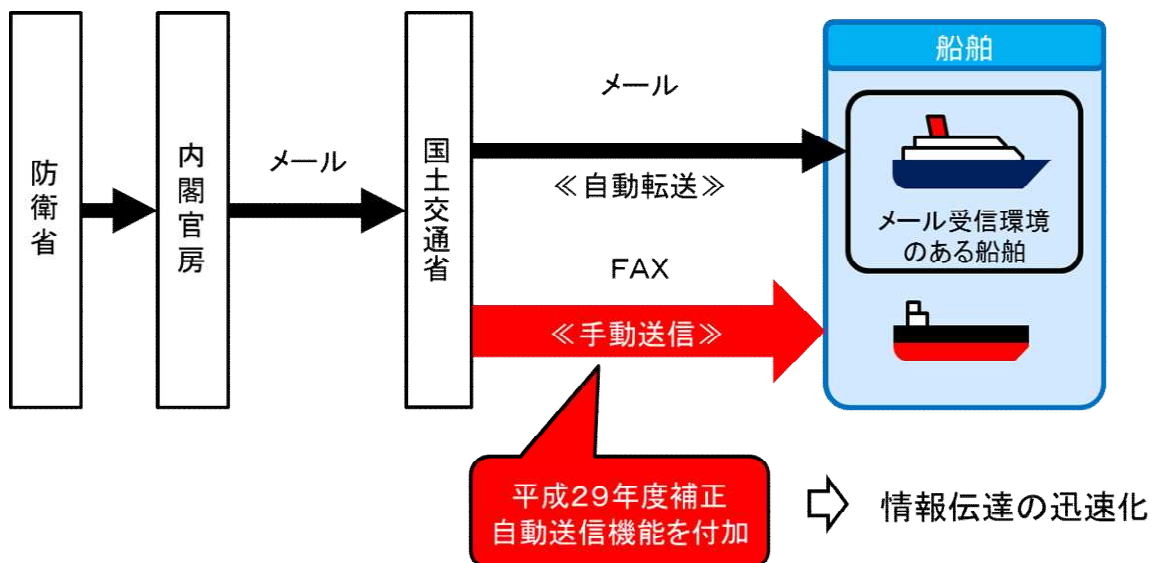 防衛省
内閣官房
メール
国土交通省
メール
≪自動転送≫
FAX
≪手動送信≫
船舶
メール受信環境
のある船舶
平成29年度補正
自動送信機能を付加
情報伝達の迅速化